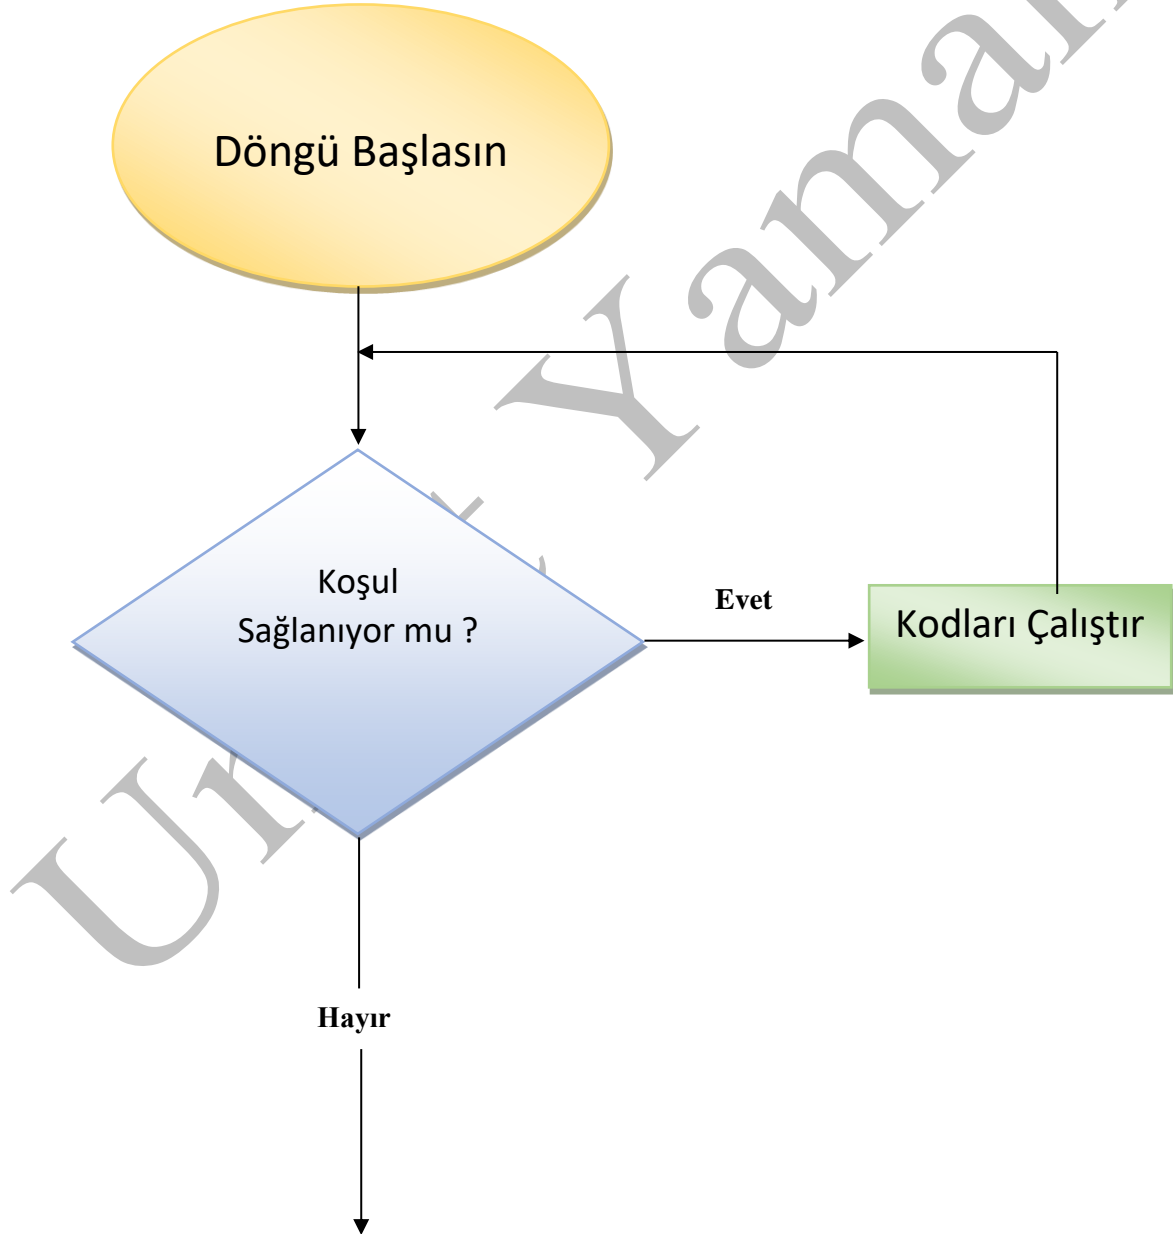 Döngü Başlasın
Koşul
Sağlanıyor mu ?
Evet
Kodları Çalıştır
Hayır